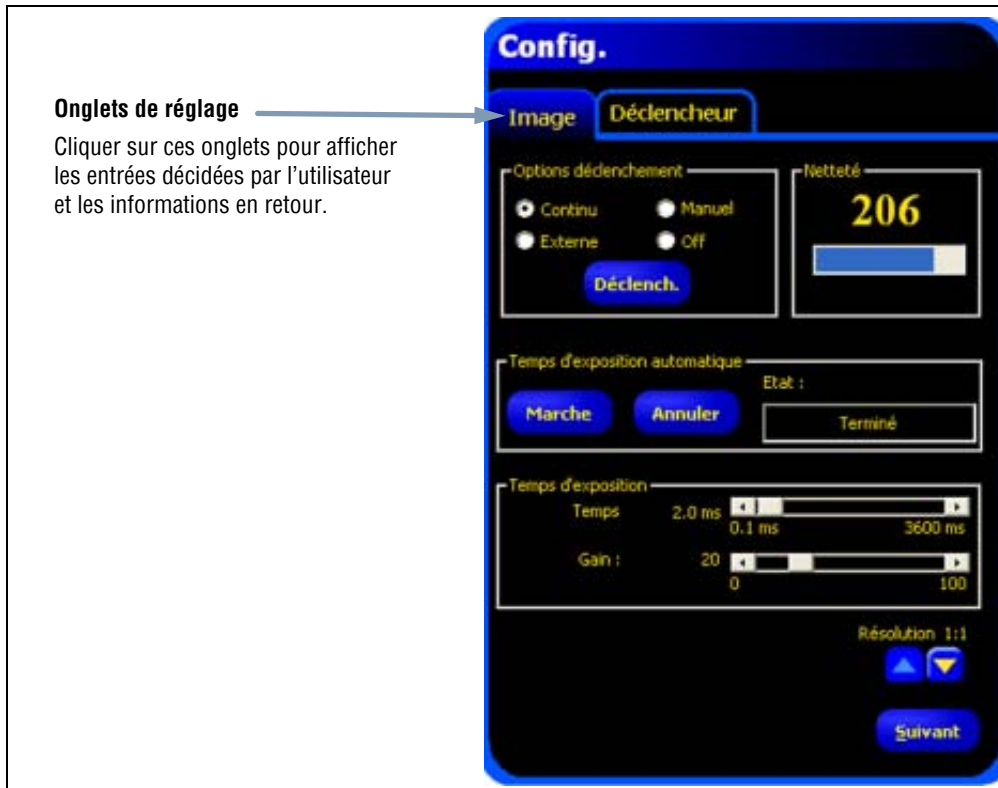 Onglets de réglage
Cliquer sur ces onglets pour afficher
les entrées décidées par l'utilisateur
et les informations en retour.
Config.
Image Déclencheur
Options déclenchement
Continu Manuel
Externe Off
Déclench.
Netteté
206
Temps d'exposition automatique
Marche Annuler
Etat :
Terminé
Temps d'exposition
Temps 2.0 ms
0.1 ms 3600 ms
Gain : 20
0 100
Résolution 1:1
Suivant